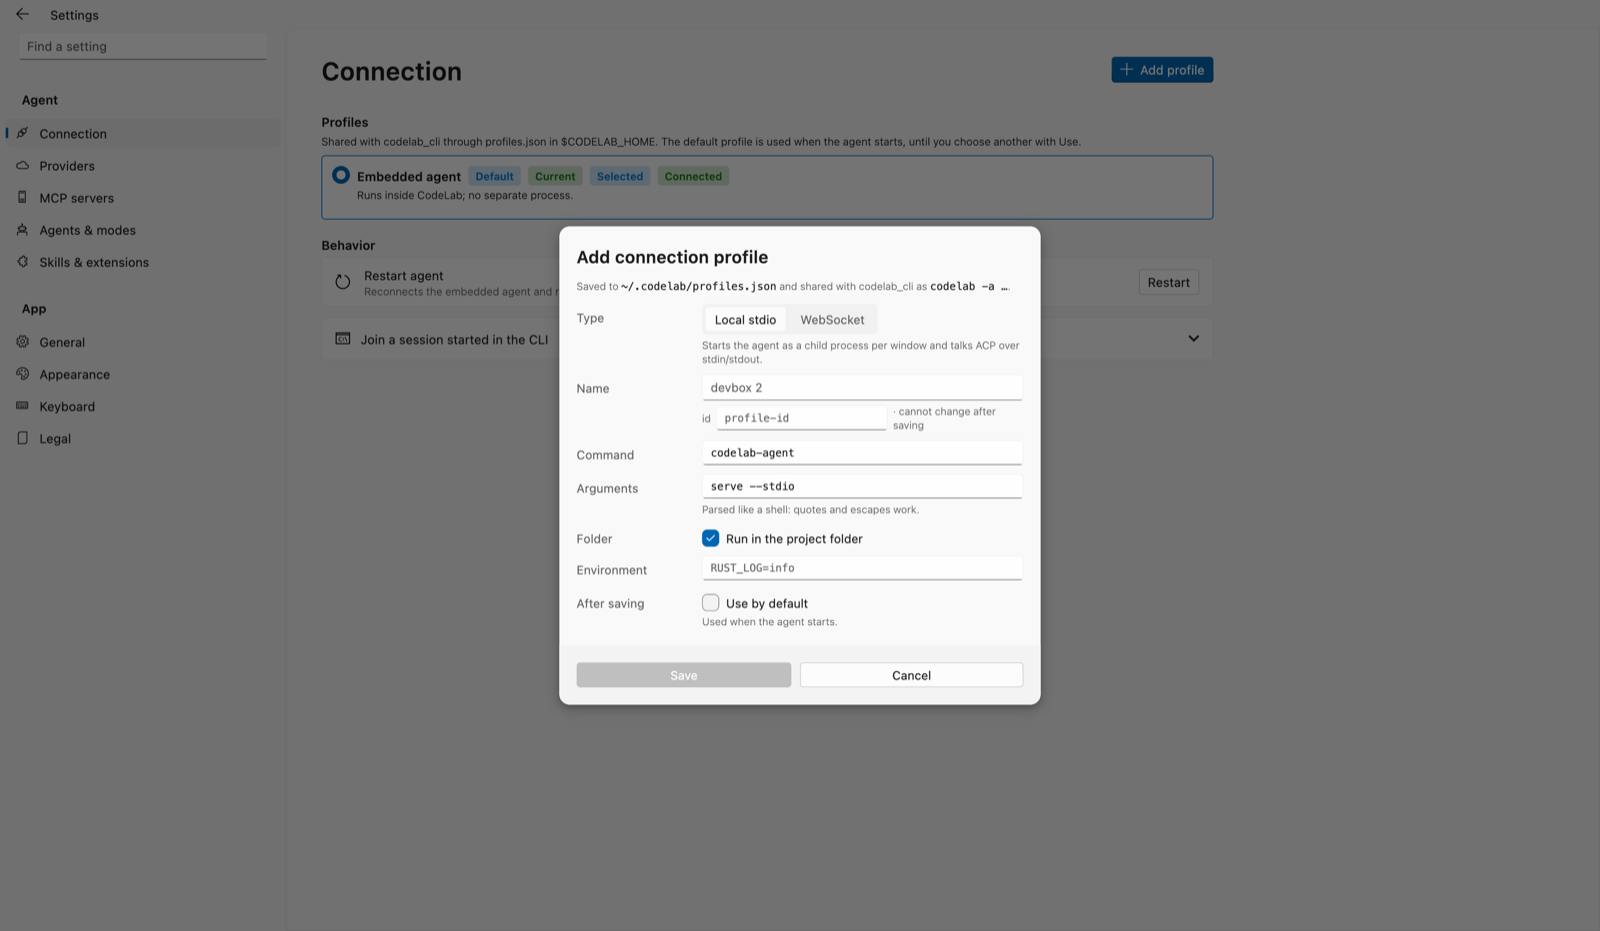 Settings
Find a setting
Agent
Connection
Providers
MCP servers
Agents & modes
Skills & extensions
App
General
Appearance
Keyboard
Legal
Connection
Add profile
Profiles
Shared with codelab_cli through profiles.json in $CODELAB_HOME. The default profile is used when the agent starts, until you choose another with Use.
Embedded agent Default Current Selected Connected
Runs inside CodeLab; no separate process.
Behavior
Restart agent
Reconnects the embedded agent and r
Restart
Join a session started in the CLI
Add connection profile
Saved to ~/.codelab/profiles.json and shared with codelab_cli as codelab -a ….
Type Local stdio WebSocket
Starts the agent as a child process per window and talks ACP over
stdin/stdout.
Name devbox 2
id profile-id · cannot change after
saving
Command codelab-agent
Arguments serve --stdio
Parsed like a shell: quotes and escapes work.
Folder Run in the project folder
Environment RUST_LOG=info
After saving Use by default
Used when the agent starts.
Save Cancel